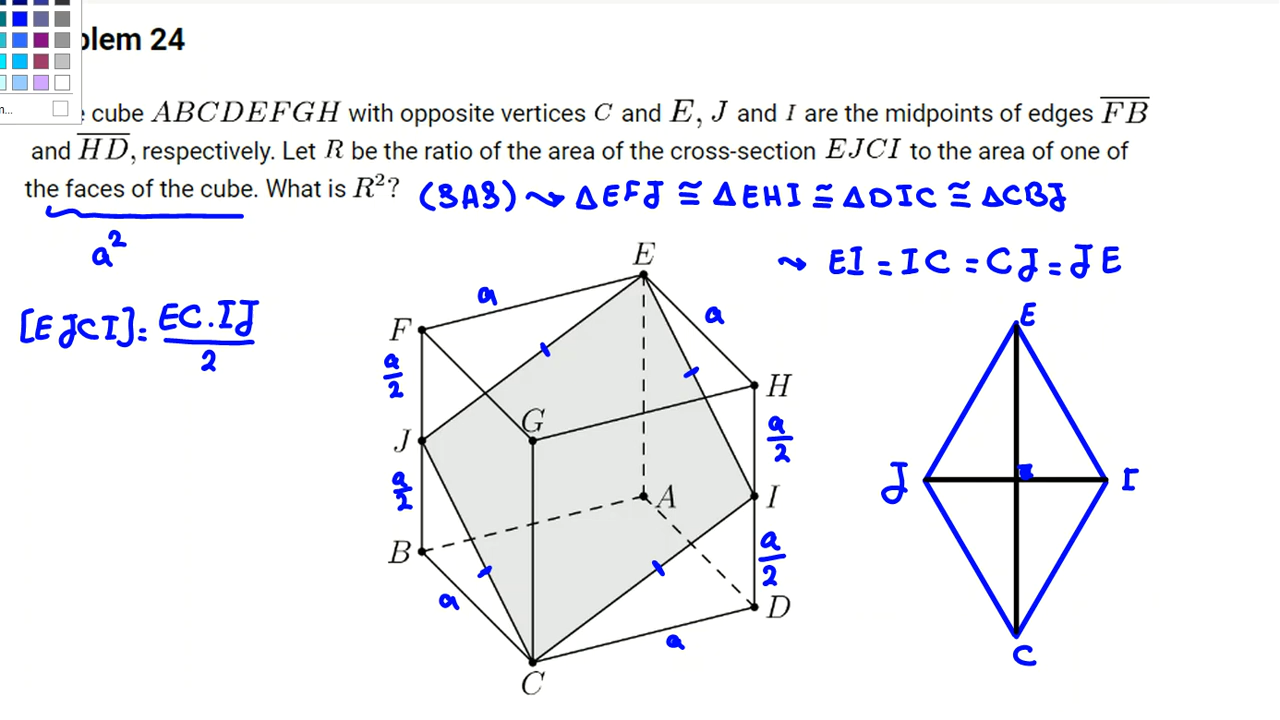 blem 24
cube ABCDEFGH with opposite vertices C and E, J and I are the midpoints of edges \overline{FB}
and \overline{HD}, respectively. Let R be the ratio of the area of the cross-section EJCI to the area of one of
the faces of the cube. What is R²?
(SAS) ⇝ ΔEFJ ≅ ΔEHI ≅ ΔDIC ≅ ΔCBJ
a²
⇝ EI = IC = CJ = JE
[EJCI] = EC.IJ / 2
E
a
a
F
H
a/2
G
a/2
J
a/2
A
I
B
a/2
a
D
a
C
E
J
I
C